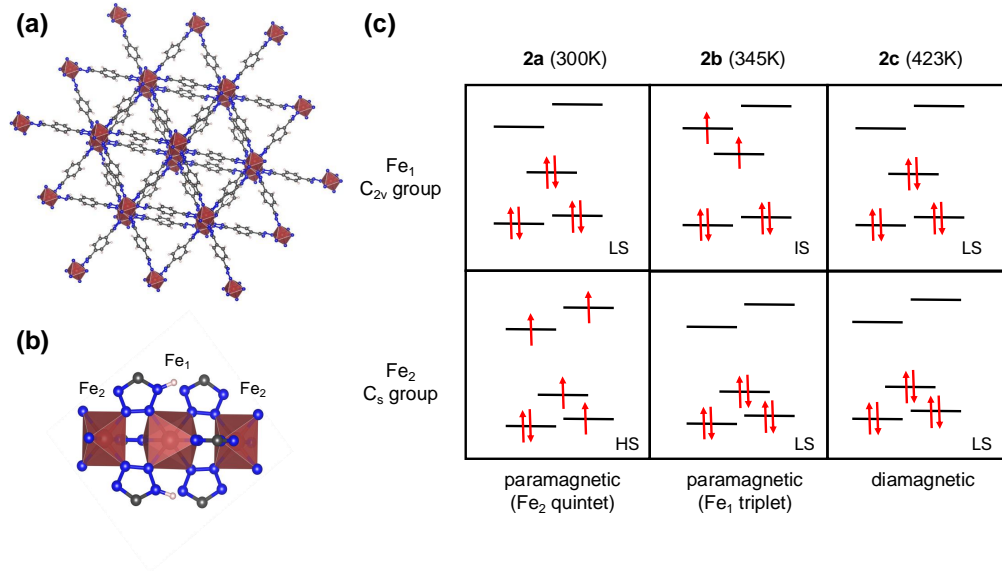 (a)
(b)
Fe2
Fe1
Fe2
(c)
2a (300K)
2b (345K)
2c (423K)
Fe1
C2v group
LS
IS
LS
Fe2
Cs group
HS
LS
LS
paramagnetic
(Fe2 quintet)
paramagnetic
(Fe1 triplet)
diamagnetic